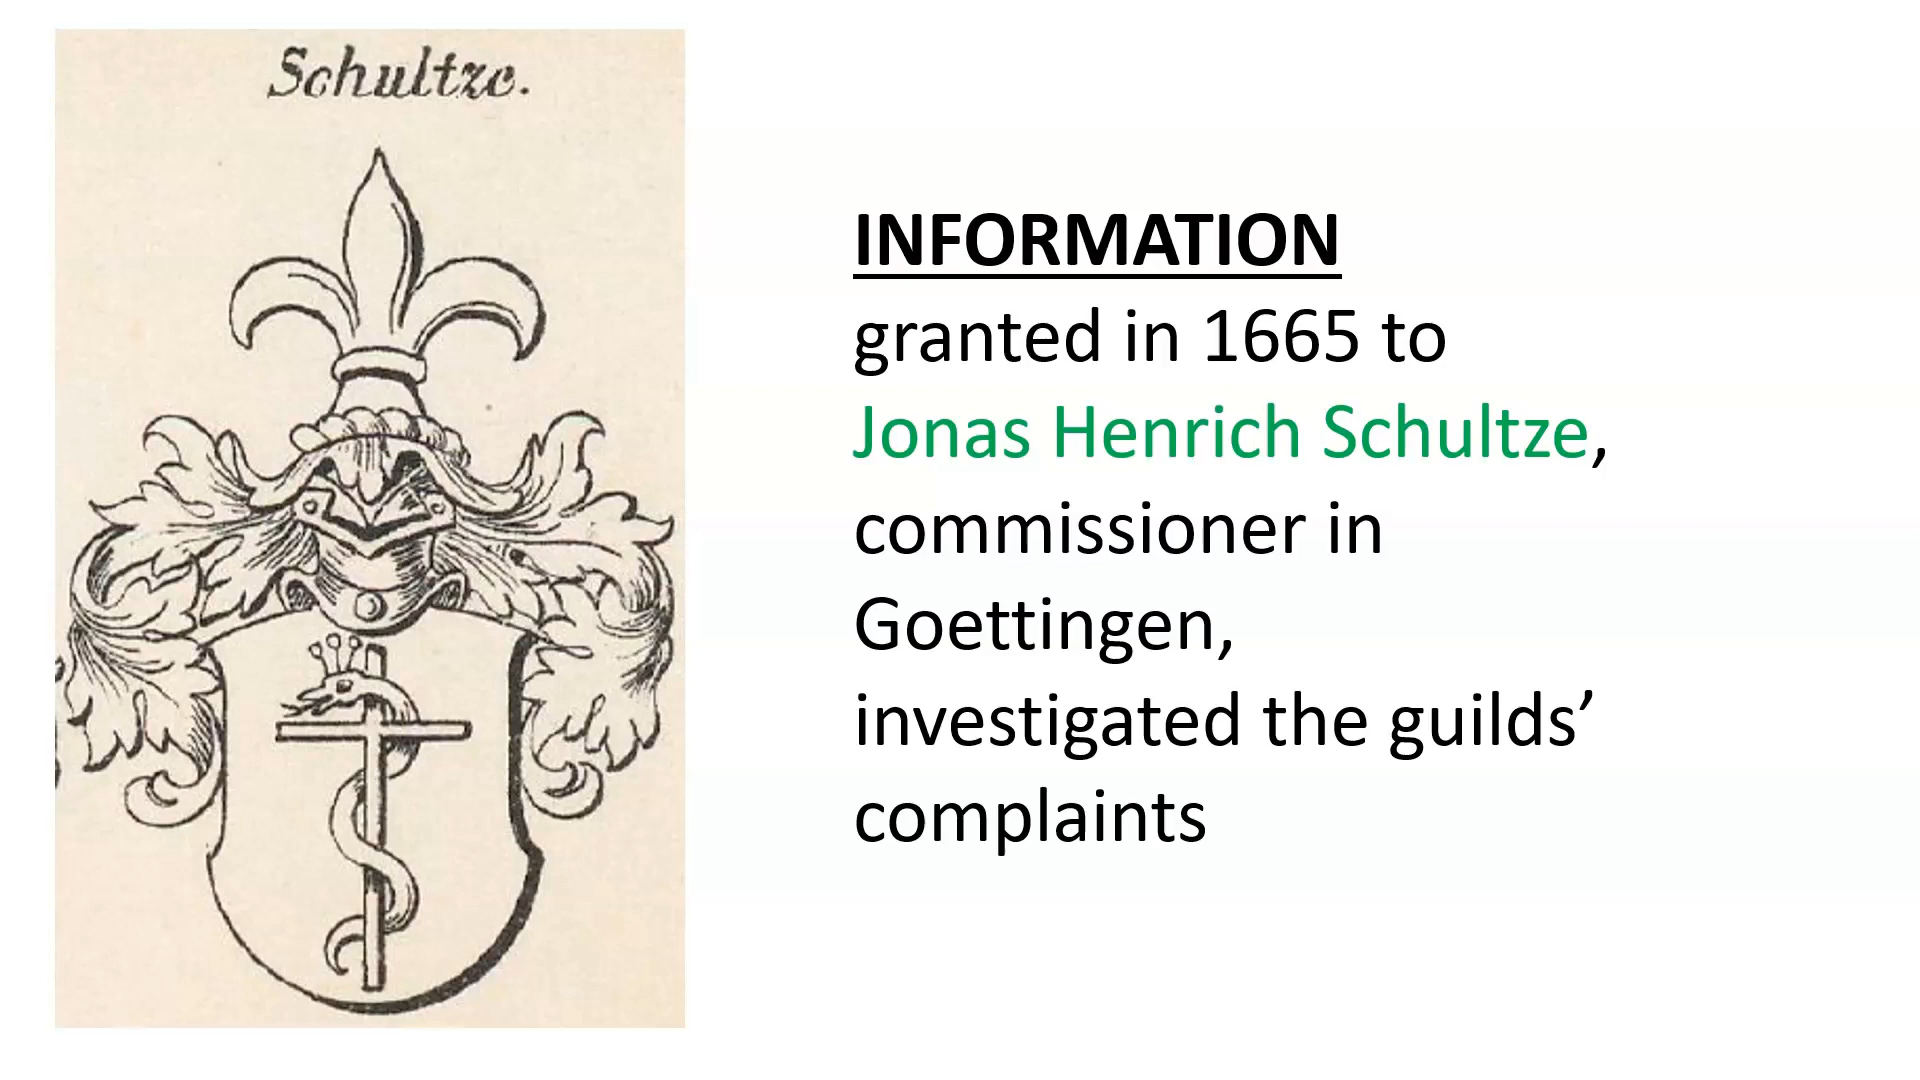 Schultze.
INFORMATION
granted in 1665 to
Jonas Henrich Schultze,
commissioner in
Goettingen,
investigated the guilds’
complaints